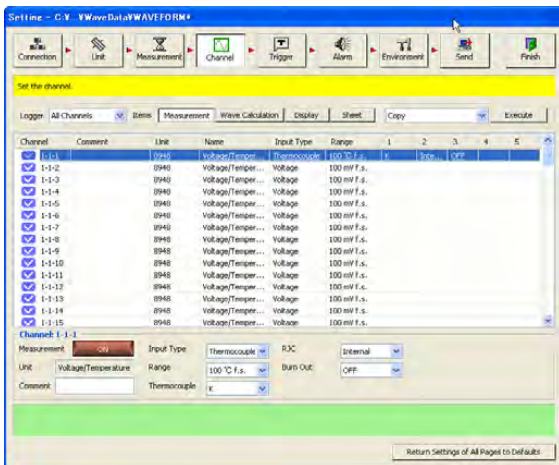 Setting - C:¥...¥WaveData¥WAVEFORM*
Connection Unit Measurement Channel Trigger Alarm Environment Send Finish
Set the channel.
Logger All Channels Items Measurement Wave Calculation Display Sheet Copy Execute
Channel Comment Unit Name Input Type Range 1 2 3 4 5
1-1-1 8948 Voltage/Temper... Thermocouple 100 ℃ f.s. K Inte... OFF
1-1-2 8948 Voltage/Temper... Voltage 100 mV f.s.
1-1-3 8948 Voltage/Temper... Voltage 100 mV f.s.
1-1-4 8948 Voltage/Temper... Voltage 100 mV f.s.
1-1-5 8948 Voltage/Temper... Voltage 100 mV f.s.
1-1-6 8948 Voltage/Temper... Voltage 100 mV f.s.
1-1-7 8948 Voltage/Temper... Voltage 100 mV f.s.
1-1-8 8948 Voltage/Temper... Voltage 100 mV f.s.
1-1-9 8948 Voltage/Temper... Voltage 100 mV f.s.
1-1-10 8948 Voltage/Temper... Voltage 100 mV f.s.
1-1-11 8948 Voltage/Temper... Voltage 100 mV f.s.
1-1-12 8948 Voltage/Temper... Voltage 100 mV f.s.
1-1-13 8948 Voltage/Temper... Voltage 100 mV f.s.
1-1-14 8948 Voltage/Temper... Voltage 100 mV f.s.
1-1-15 8948 Voltage/Temper... Voltage 100 mV f.s.
Channel: 1-1-1
Measurement ON Input Type Thermocouple RJC Internal
Unit Voltage/Temperature Range 100 ℃ f.s. Burn Out OFF
Comment Thermocouple K
Return Settings of All Pages to Defaults